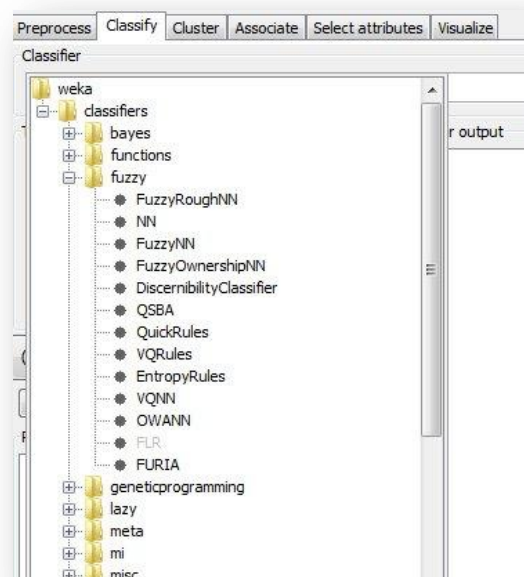 Preprocess Classify Cluster Associate Select attributes Visualize
Classifier
weka
classifiers
bayes
r output
functions
fuzzy
FuzzyRoughNN
NN
FuzzyNN
FuzzyOwnershipNN
DiscernibilityClassifier
QSBA
QuickRules
VQRules
EntropyRules
VQNN
OWANN
FLR
FURIA
geneticprogramming
lazy
meta
mi
misc